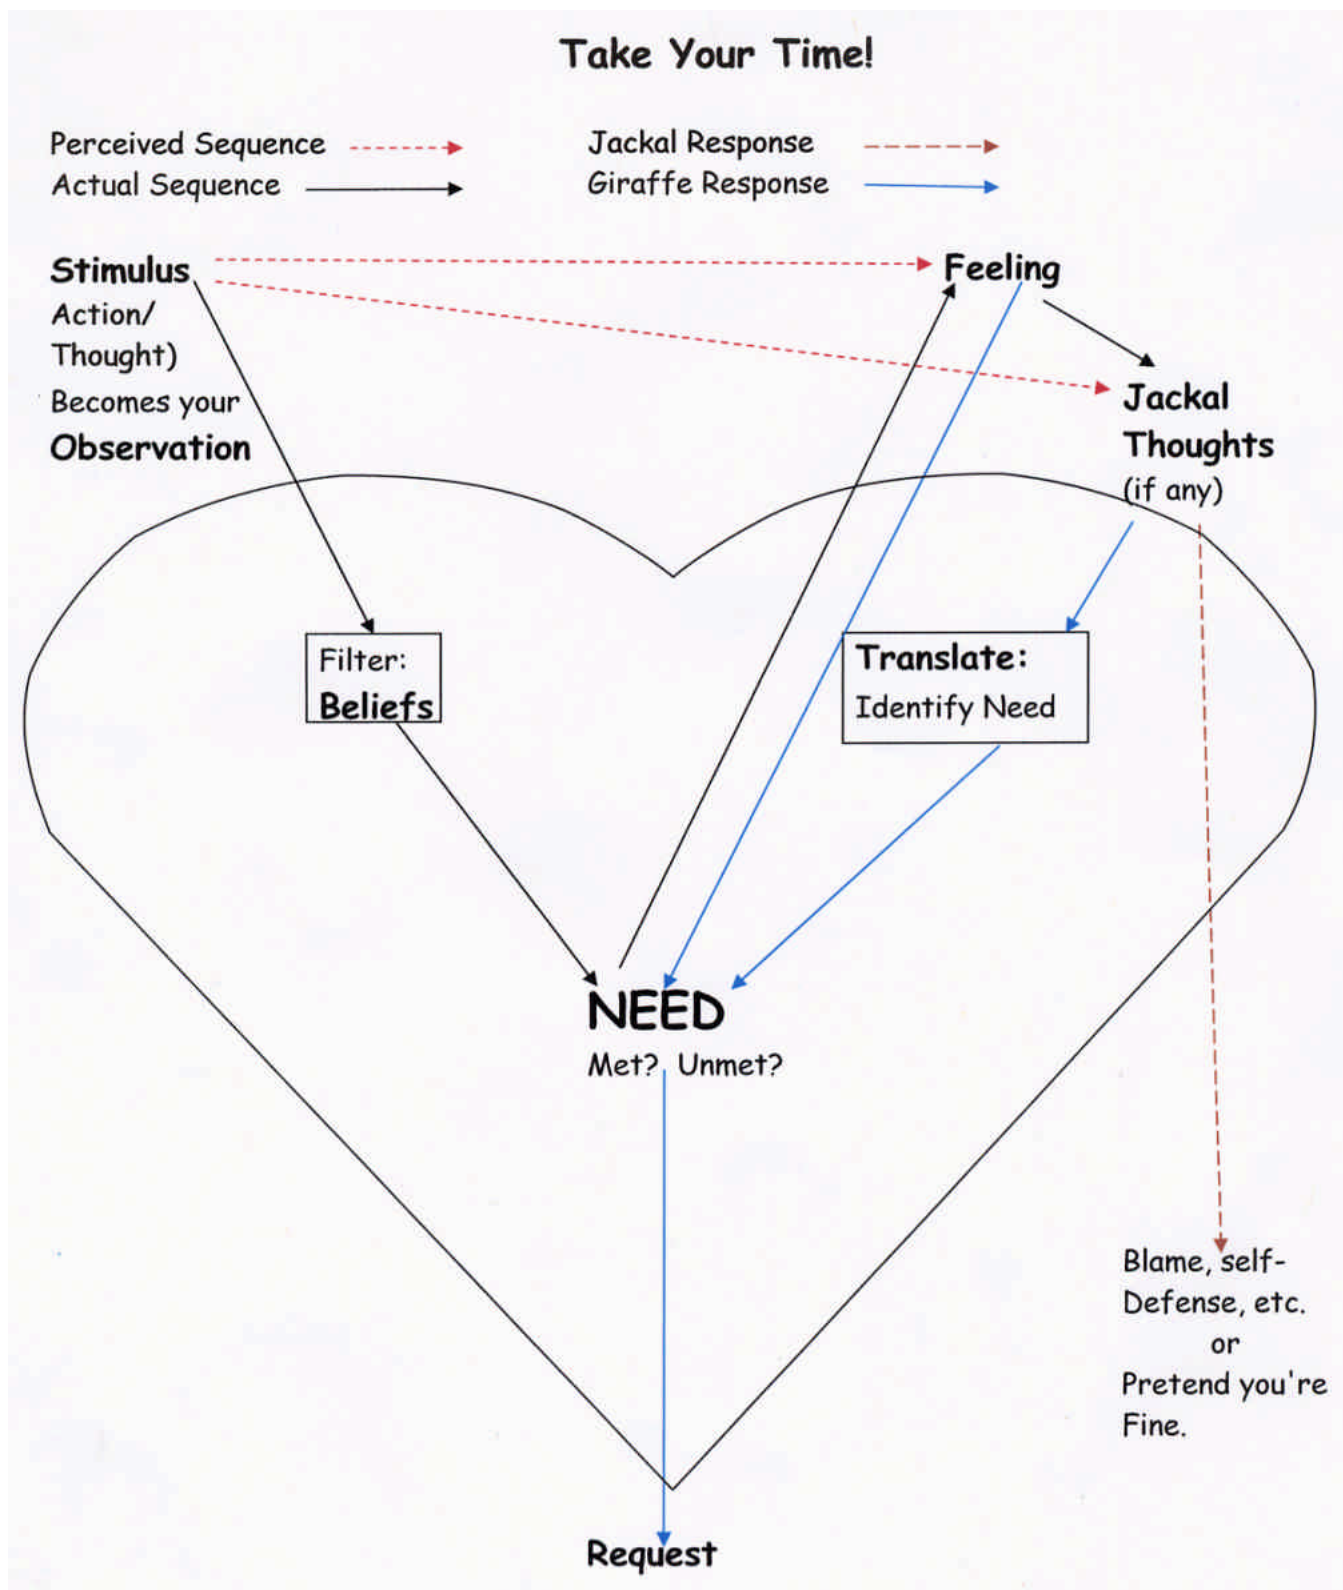 Take Your Time!
Perceived Sequence
Jackal Response
Actual Sequence
Giraffe Response
Stimulus
Action/
Thought)
Becomes your
Observation
Feeling
Jackal
Thoughts
(if any)
Filter:
Beliefs
Translate:
Identify Need
NEED
Met? Unmet?
Blame, self-
Defense, etc.
or
Pretend you're
Fine.
Request